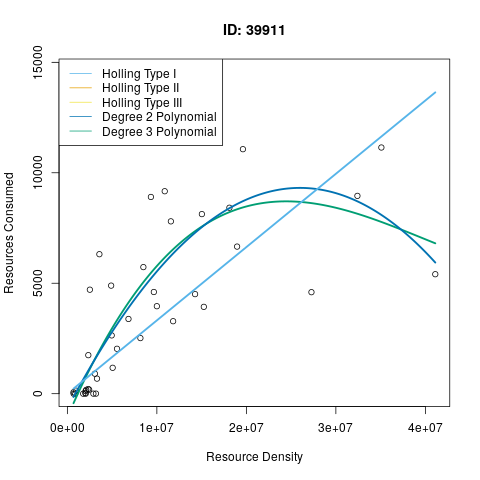 ID: 39911
Holling Type I
Holling Type II
Holling Type III
Degree 2 Polynomial
Degree 3 Polynomial
15000
10000
5000
0
Resources Consumed
0e+00 1e+07 2e+07 3e+07 4e+07
Resource Density